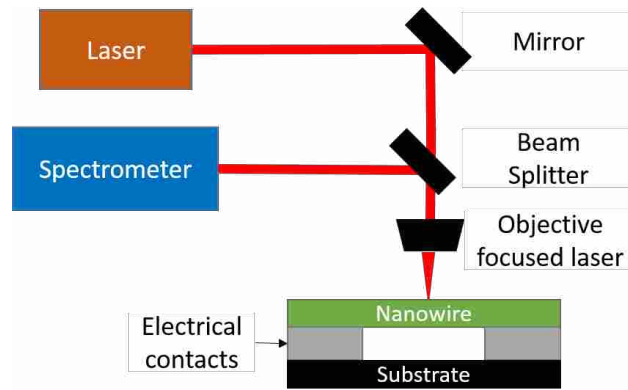 Laser
Mirror
Spectrometer
Beam
Splitter
Objective
focused laser
Nanowire
Electrical
contacts
Substrate